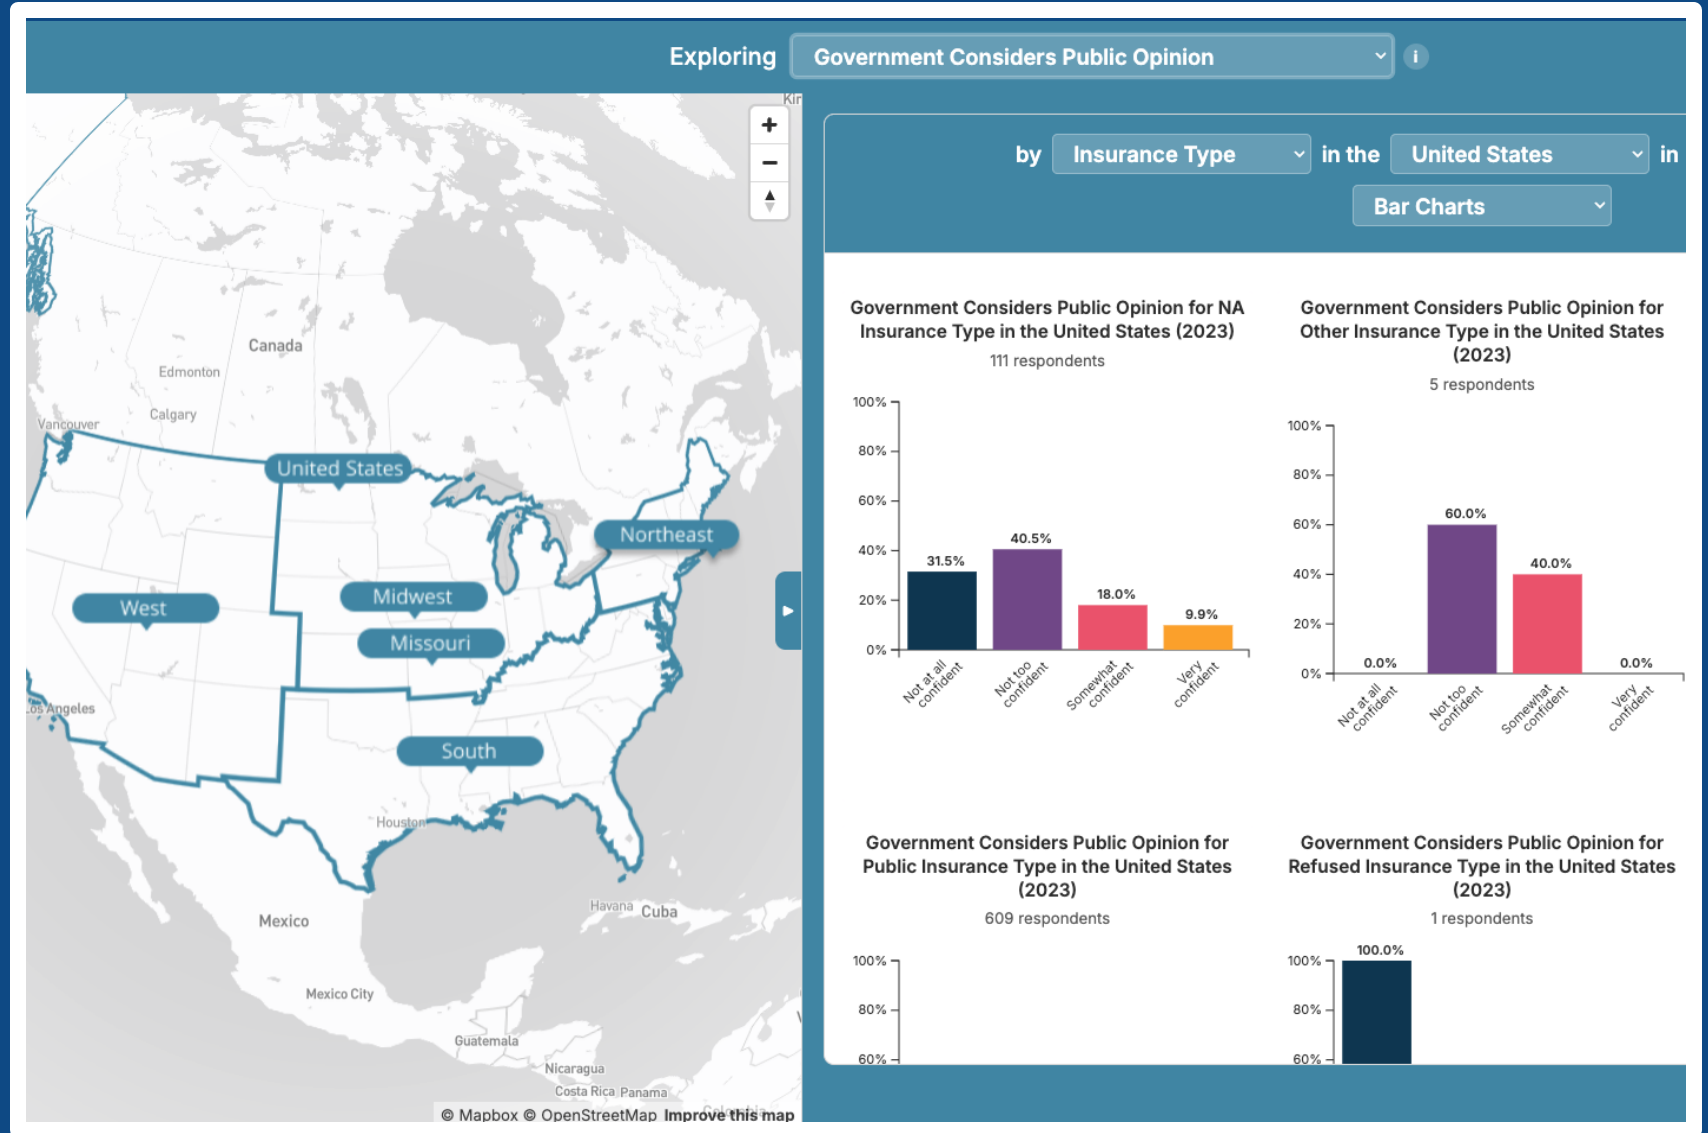 Exploring
Government Considers Public Opinion
i
by
Insurance Type
in the
United States
in
Bar Charts
Kir
+
−
Canada
Edmonton
Calgary
Vancouver
United States
Northeast
West
Midwest
Missouri
Los Angeles
South
Houston
Mexico
Havana
Cuba
Mexico City
Guatemala
Nicaragua
Costa Rica
Panama
Colombia
© Mapbox © OpenStreetMap Improve this map
Government Considers Public Opinion for NA
Insurance Type in the United States (2023)
111 respondents
100%
80%
60%
40%
20%
0%
31.5%
40.5%
18.0%
9.9%
Not at all
confident
Not too
confident
Somewhat
confident
Very
confident
Government Considers Public Opinion for
Other Insurance Type in the United States
(2023)
5 respondents
100%
80%
60%
40%
20%
0%
0.0%
60.0%
40.0%
0.0%
Not at all
confident
Not too
confident
Somewhat
confident
Very
confident
Government Considers Public Opinion for
Public Insurance Type in the United States
(2023)
609 respondents
100%
80%
60%
Government Considers Public Opinion for
Refused Insurance Type in the United States
(2023)
1 respondents
100%
80%
60%
100.0%